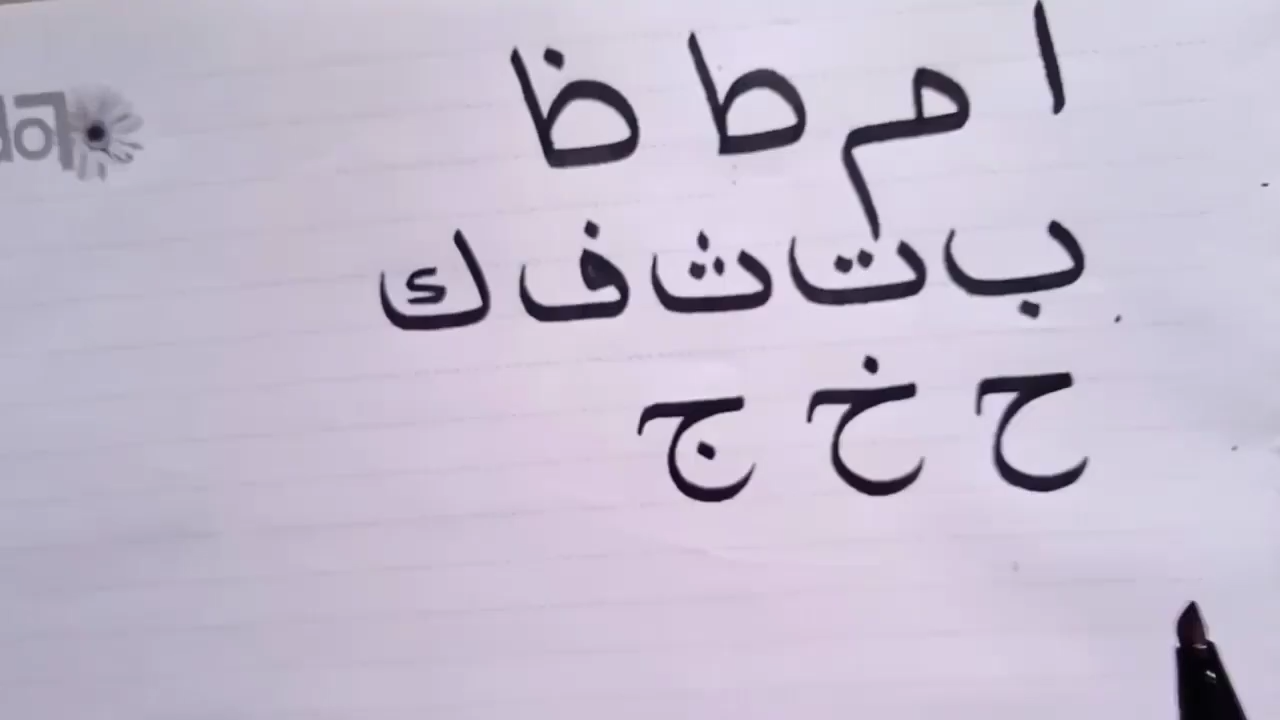 ا م ط ظ
ب ت ث ف ك
ح خ ج